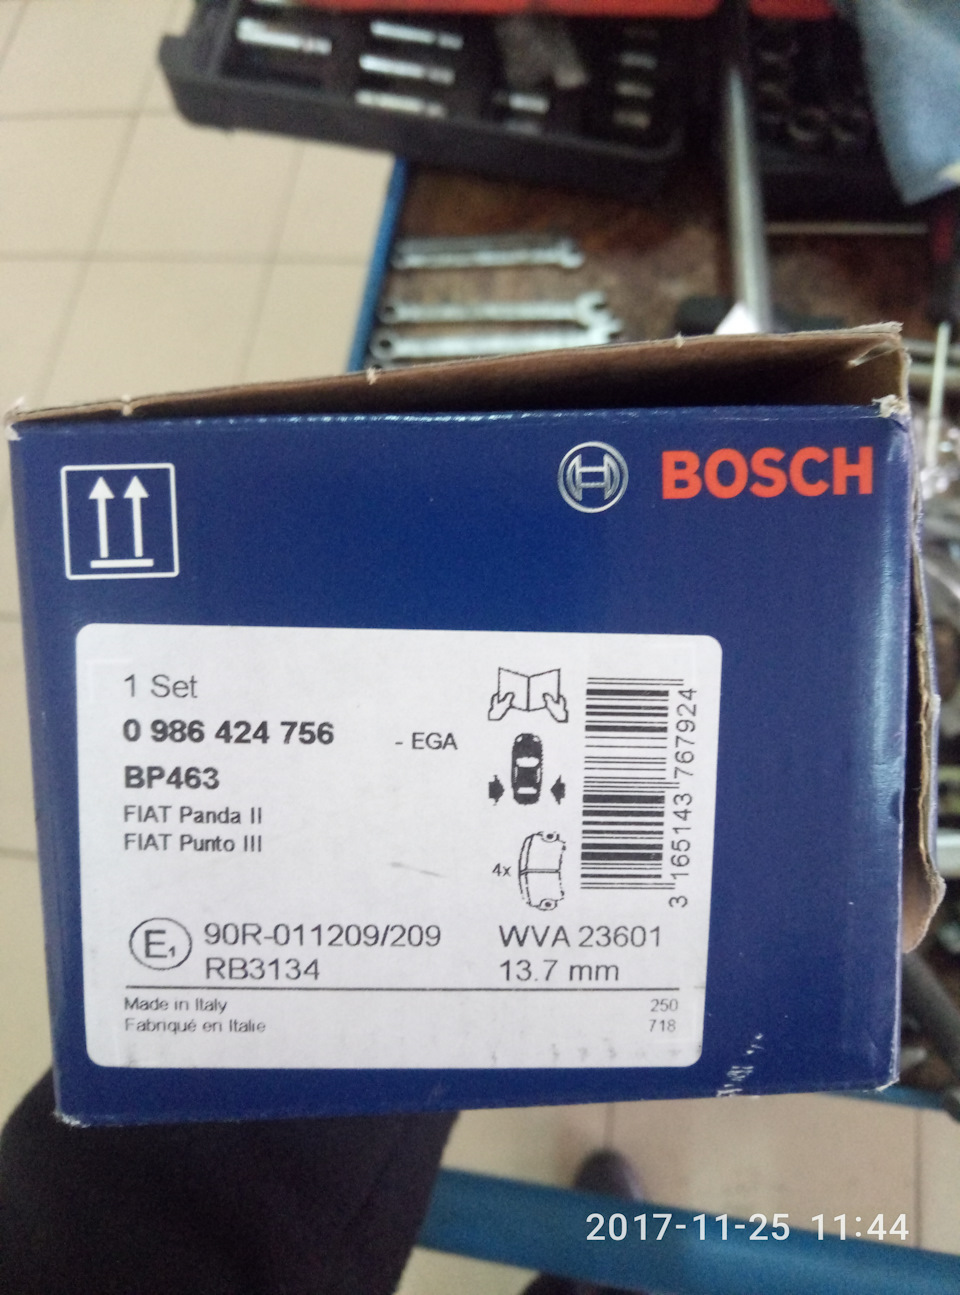 BOSCH
1 Set
0 986 424 756
- EGA
BP463
FIAT Panda II
FIAT Punto III
4x
3 165143 767924
E1
90R-011209/209
RB3134
WVA 23601
13.7 mm
Made in Italy
Fabriqué en Italie
250
718
2017-11-25 11:44